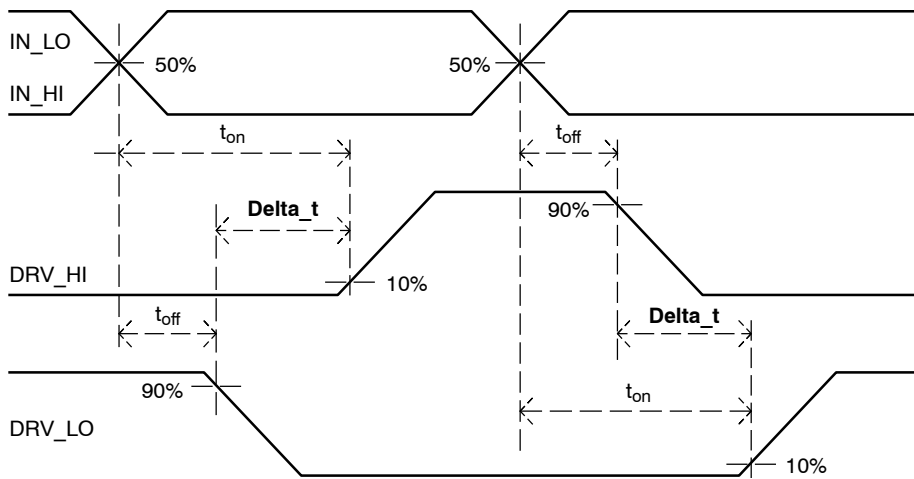 IN_LO
50%
50%
IN_HI
ton
toff
Delta_t
90%
DRV_HI
10%
toff
Delta_t
90%
ton
DRV_LO
10%